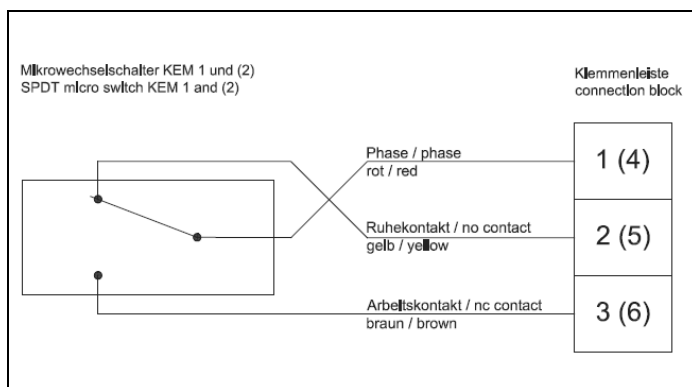 Mikrowechselschalter KEM 1 und (2)
SPDT micro switch KEM 1 and (2)
Klemmenleiste
connection block
Phase / phase
rot / red
1 (4)
Ruhekontakt / no contact
gelb / yellow
2 (5)
Arbeitskontakt / nc contact
braun / brown
3 (6)